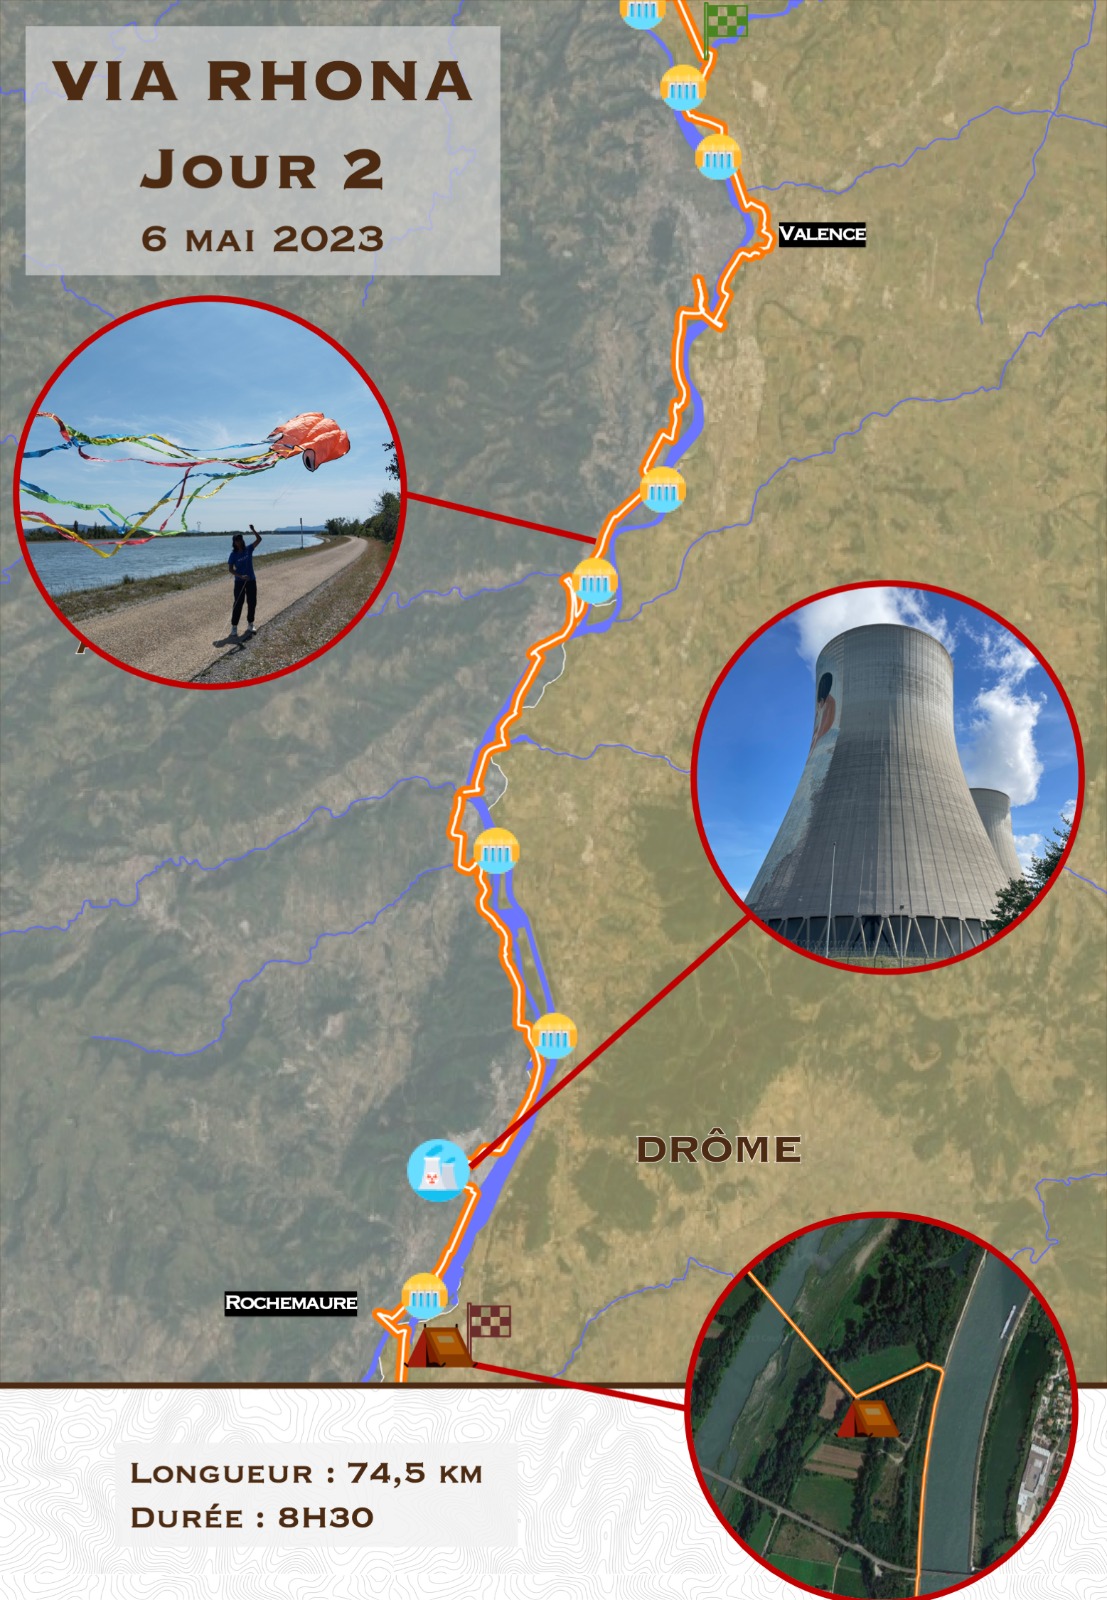 VIA RHONA
JOUR 2
6 MAI 2023
VALENCE
DRÔME
ROCHEMAURE
LONGUEUR : 74,5 KM
DURÉE : 8H30